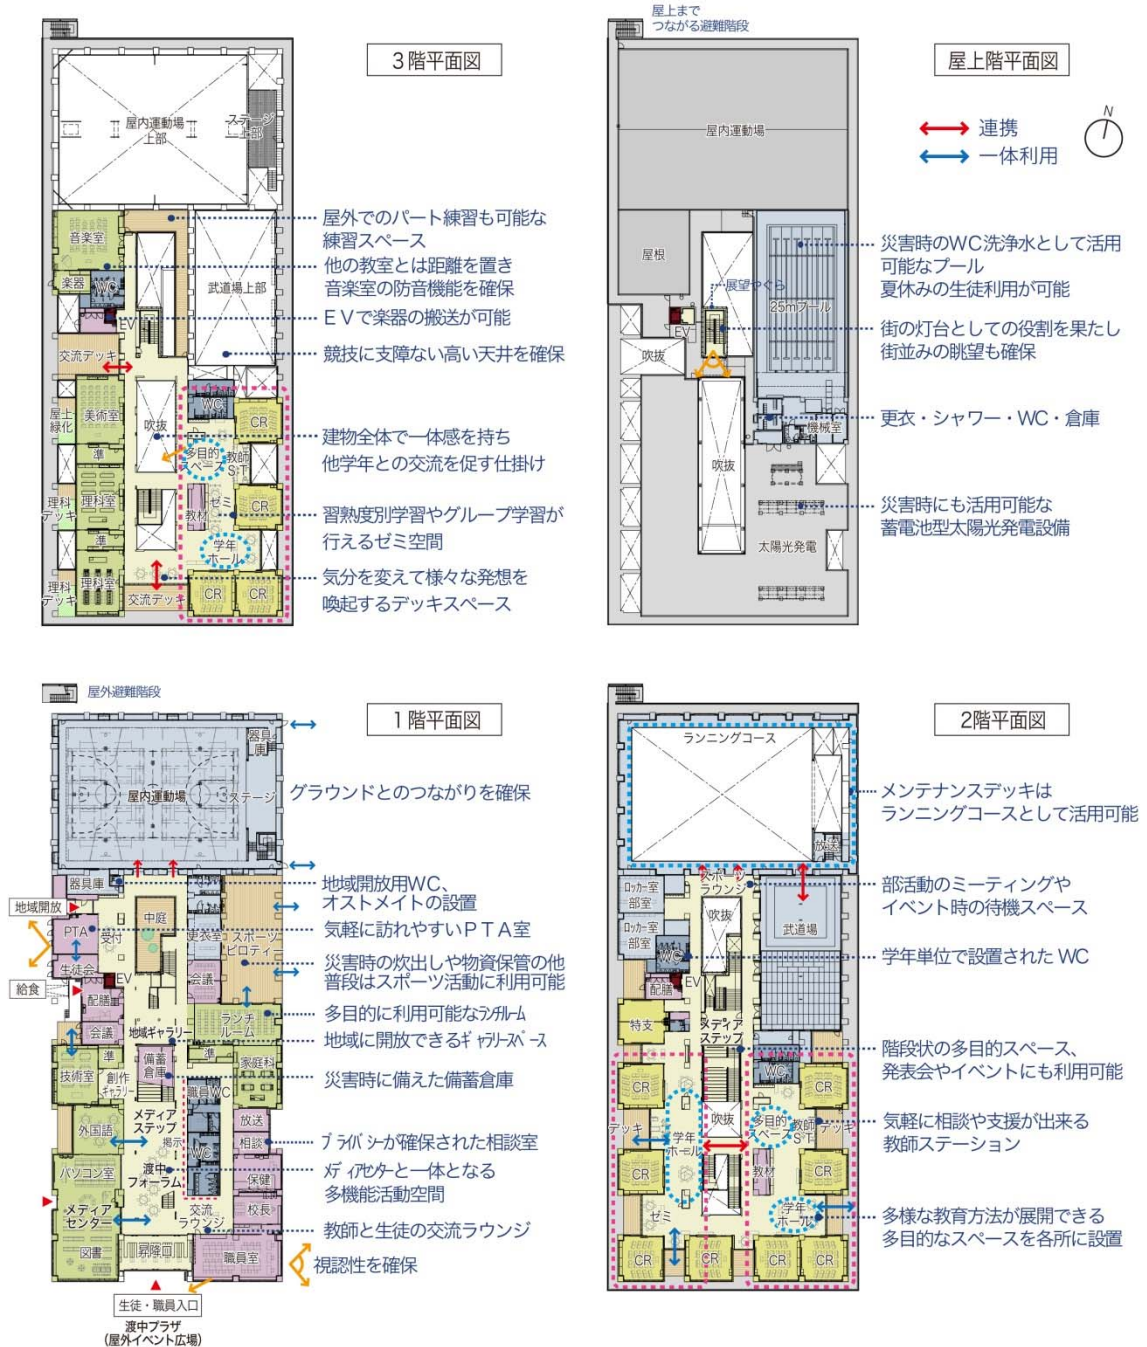 3階平面図
屋内運動場
上部
ステージ
上部
音楽室
楽器
WC
EV
武道場上部
交流デッキ
美術室
屋上
緑化
準
理科室
理科
デッキ
準
理科室
理科
デッキ
交流デッキ
吹抜
WC
CR
多目的
スペース
教師
ST
ゼミ
教材
CR
学年
ホール
CR
CR
屋外でのパート練習も可能な
練習スペース
他の教室とは距離を置き
音楽室の防音機能を確保
EVで楽器の搬送が可能
競技に支障ない高い天井を確保
建物全体で一体感を持ち
他学年との交流を促す仕掛け
習熟度別学習やグループ学習が
行えるゼミ空間
気分を変えて様々な発想を
喚起するデッキスペース
屋上まで
つながる避難階段
屋上階平面図
連携
一体利用
N
屋内運動場
屋根
展望やぐら
EV
吹抜
25mプール
機械室
吹抜
太陽光発電
災害時のWC洗浄水として活用
可能なプール
夏休みの生徒利用が可能
街の灯台としての役割を果たし
街並みの眺望も確保
更衣・シャワー・WC・倉庫
災害時にも活用可能な
蓄電池型太陽光発電設備
屋外避難階段
1階平面図
器具
庫
屋内運動場
ステージ
器具庫
地域開放
PTA
受付
中庭
更衣室
スポーツ
ピロティ
生徒会
給食
EV
配膳
会議
会議
地域ギャラリー
ランチ
ルーム
技術室
準
創作
ギャラリー
備蓄
倉庫
準
家庭科
職員WC
メディア
ステップ
外国語
掲示
WC
放送
相談
パソコン室
渡中
フォーラム
保健
メディア
センター
交流
ラウンジ
校長
図書
昇降口
職員室
生徒・職員入口
渡中プラザ
(屋外イベント広場)
グラウンドとのつながりを確保
地域開放用WC、
オストメイトの設置
気軽に訪れやすいPTA室
災害時の炊出しや物資保管の他
普段はスポーツ活動に利用可能
多目的に利用可能なランチルーム
地域に開放できるギャラリースペース
災害時に備えた備蓄倉庫
プライバシーが確保された相談室
メディアセンターと一体となる
多機能活動空間
教師と生徒の交流ラウンジ
視認性を確保
2階平面図
ランニングコース
放送
スポーツ
ラウンジ
ロッカー室
部室
吹抜
武道場
ロッカー室
部室
WC
EV
配膳
特支
メディア
ステップ
WC
CR
CR
デッキ
吹抜
多目的
スペース
教師
ST
デッキ
学年
ホール
CR
教材
CR
ゼミ
学年
ホール
CR
CR
CR
CR
メンテナンスデッキは
ランニングコースとして活用可能
部活動のミーティングや
イベント時の待機スペース
学年単位で設置されたWC
階段状の多目的スペース、
発表会やイベントにも利用可能
気軽に相談や支援が出来る
教師ステーション
多様な教育方法が展開できる
多目的なスペースを各所に設置